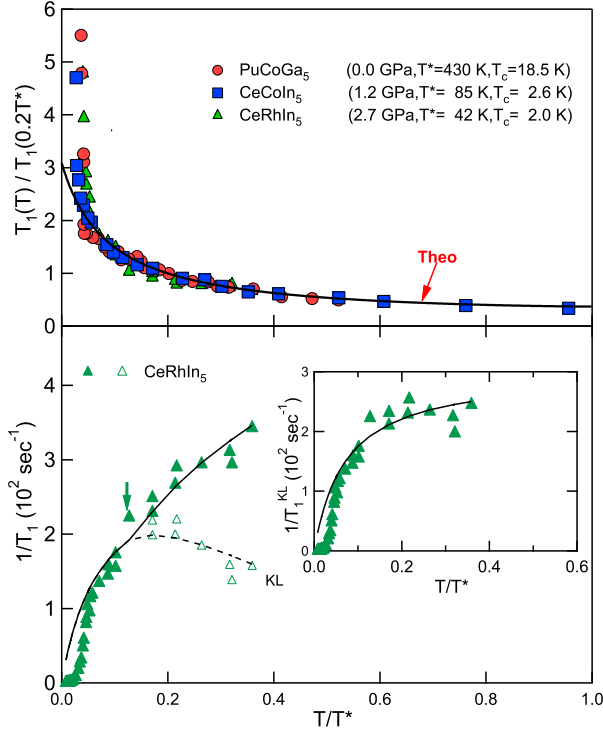 6
5
4
3
2
1
0
T₁(T) / T₁(0.2T*)
PuCoGa₅ (0.0 GPa,T*=430 K,T_c=18.5 K)
CeCoIn₅ (1.2 GPa,T*= 85 K,T_c= 2.6 K)
CeRhIn₅ (2.7 GPa,T*= 42 K,T_c= 2.0 K)
Theo
4
3
2
1
0
1/T₁ (10² sec⁻¹)
CeRhIn₅
KL
3
2
1
0
1/T₁ᴷᴸ (10² sec⁻¹)
0.0 0.2 0.4 0.6
T/T*
0.0 0.2 0.4 0.6 0.8 1.0
T/T*